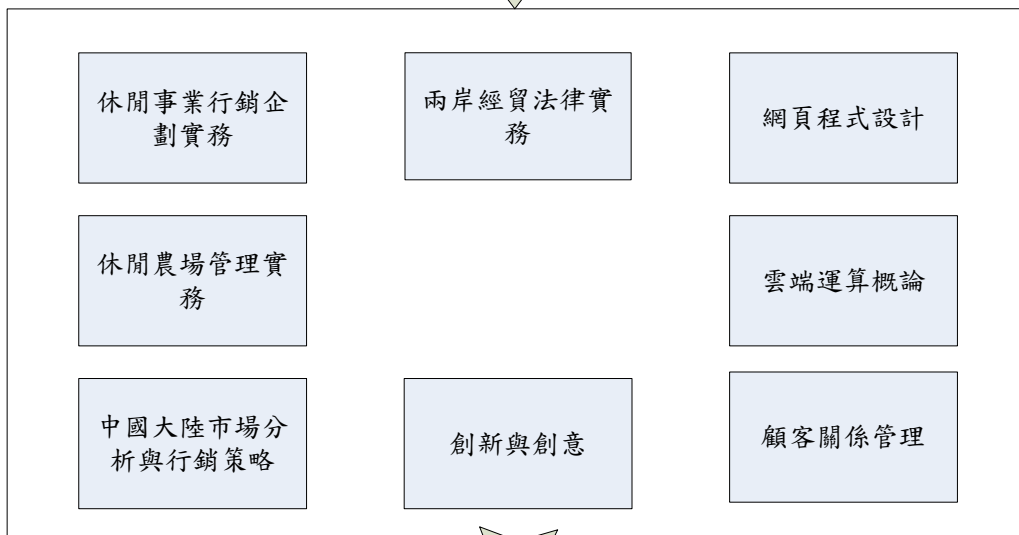 休閒事業行銷企
劃實務
兩岸經貿法律實
務
網頁程式設計
休閒農場管理實
務
雲端運算概論
中國大陸市場分
析與行銷策略
創新與創意
顧客關係管理